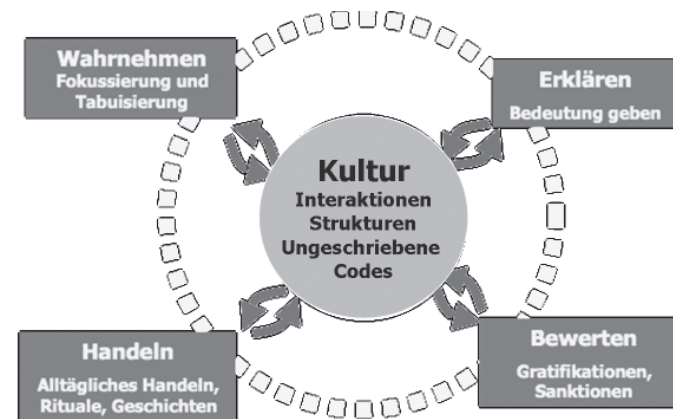 Wahrnehmen
Fokussierung und
Tabuisierung
Erklären
Bedeutung geben
Kultur
Interaktionen
Strukturen
Ungeschriebene
Codes
Handeln
Alltägliches Handeln,
Rituale, Geschichten
Bewerten
Gratifikationen,
Sanktionen